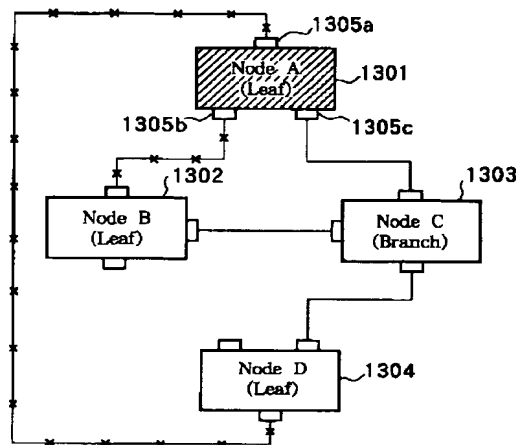 1305a
Node A
(Leaf)
1301
1305b
1305c
1302
1303
Node B
(Leaf)
Node C
(Branch)
Node D
(Leaf)
1304